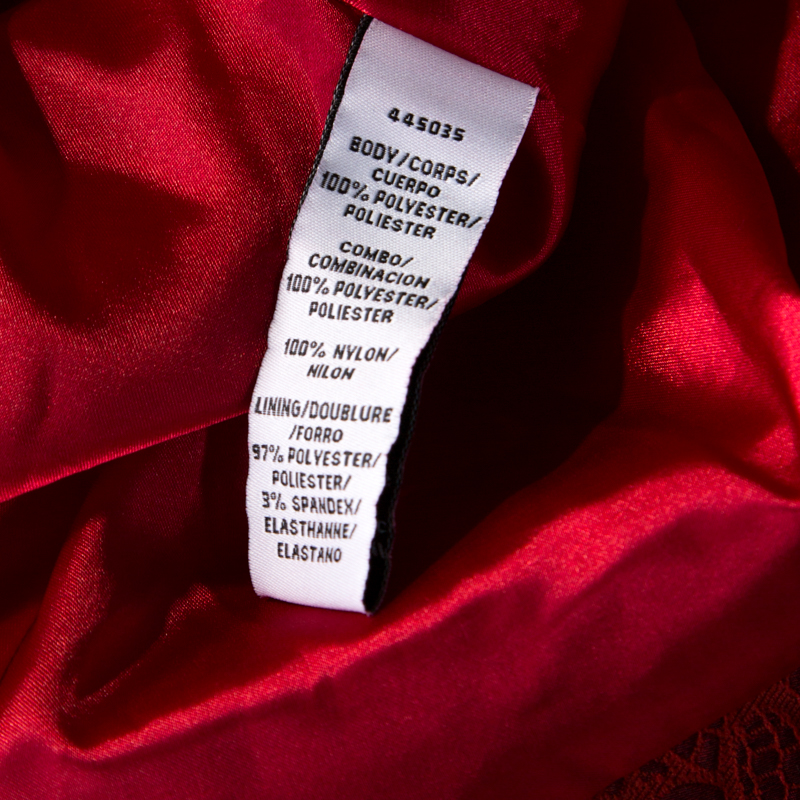 445035
BODY/CORPS/
CUERPO
100% POLYESTER/
POLIESTER
COMBO/
COMBINACION
100% POLYESTER/
POLIESTER
100% NYLON/
NILON
LINING/DOUBLURE
/FORRO
97% POLYESTER/
POLIESTER/
3% SPANDEX/
ELASTHANNE/
ELASTANO